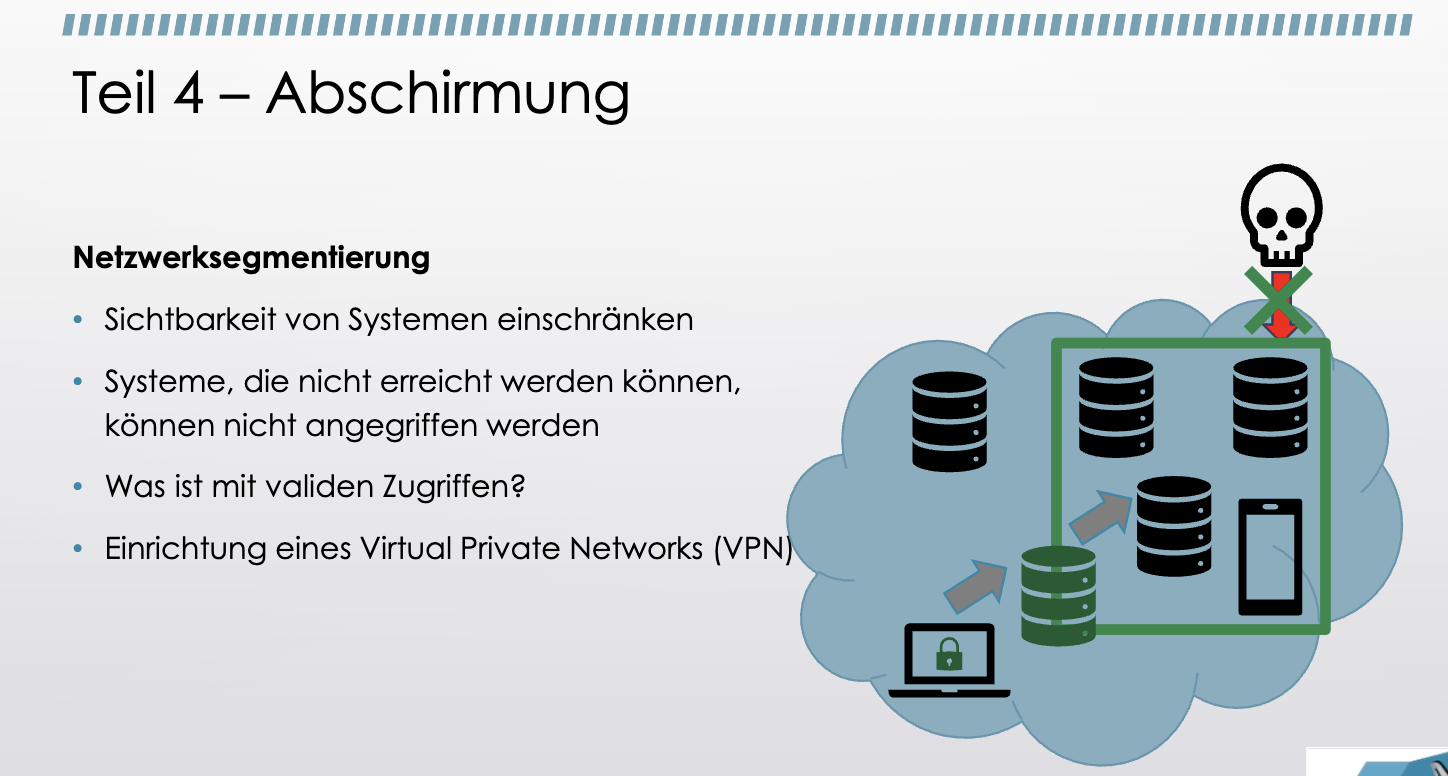 Teil 4 – Abschirmung
Netzwerksegmentierung
• Sichtbarkeit von Systemen einschränken
• Systeme, die nicht erreicht werden können,
können nicht angegriffen werden
• Was ist mit validen Zugriffen?
• Einrichtung eines Virtual Private Networks (VPN)